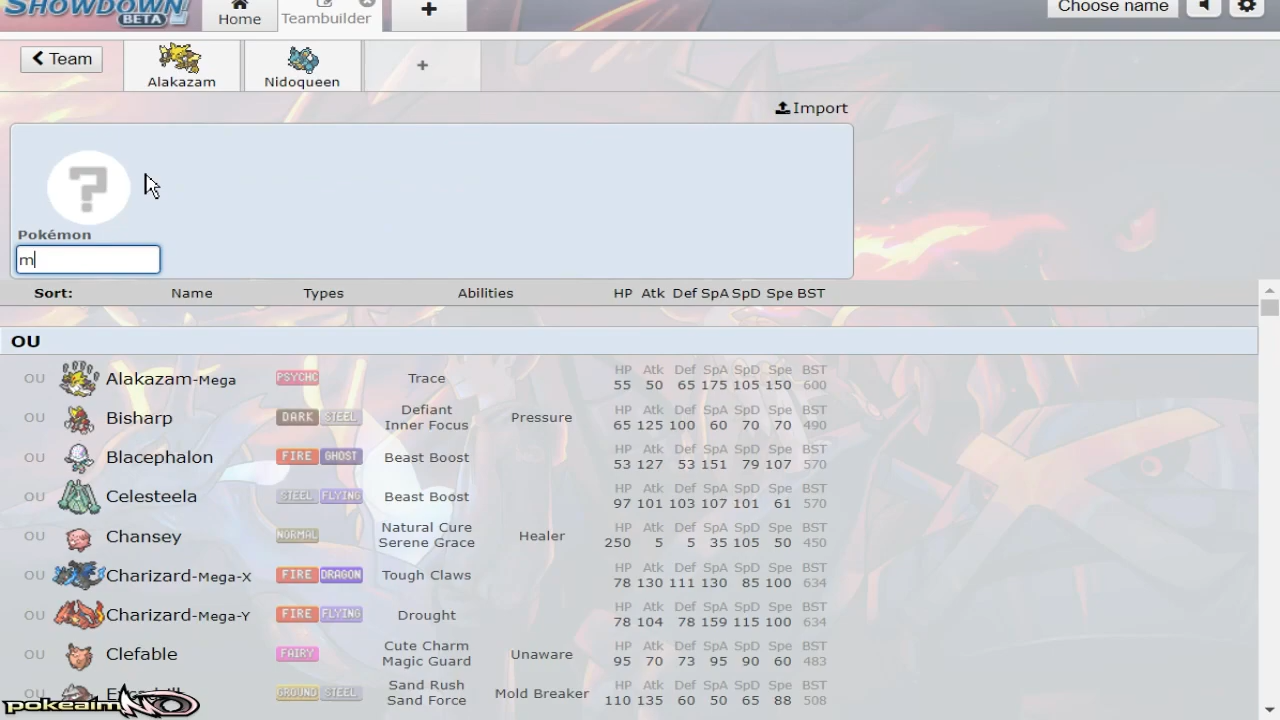 SHOWDOWN
BETA
Home
Teambuilder
+
Choose name
Team
Alakazam
Nidoqueen
+
Import
Pokémon
m
Sort: Name Types Abilities HP Atk Def SpA SpD Spe BST
OU
OU Alakazam-Mega PSYCHC Trace HP 55 Atk 50 Def 65 SpA 175 SpD 105 Spe 150 BST 600
OU Bisharp DARK STEEL Defiant Inner Focus Pressure HP 65 Atk 125 Def 100 SpA 60 SpD 70 Spe 70 BST 490
OU Blacephalon FIRE GHOST Beast Boost HP 53 Atk 127 Def 53 SpA 151 SpD 79 Spe 107 BST 570
OU Celesteela STEEL FLYING Beast Boost HP 97 Atk 101 Def 103 SpA 107 SpD 101 Spe 61 BST 570
OU Chansey NORMAL Natural Cure Serene Grace Healer HP 250 Atk 5 Def 5 SpA 35 SpD 105 Spe 50 BST 450
OU Charizard-Mega-X FIRE DRAGON Tough Claws HP 78 Atk 130 Def 111 SpA 130 SpD 85 Spe 100 BST 634
OU Charizard-Mega-Y FIRE FLYING Drought HP 78 Atk 104 Def 78 SpA 159 SpD 115 Spe 100 BST 634
OU Clefable FAIRY Cute Charm Magic Guard Unaware HP 95 Atk 70 Def 73 SpA 95 SpD 90 Spe 60 BST 483
OU GROUND STEEL Sand Rush Sand Force Mold Breaker HP 110 Atk 135 Def 60 SpA 50 SpD 65 Spe 88 BST 508
pokeaimMD